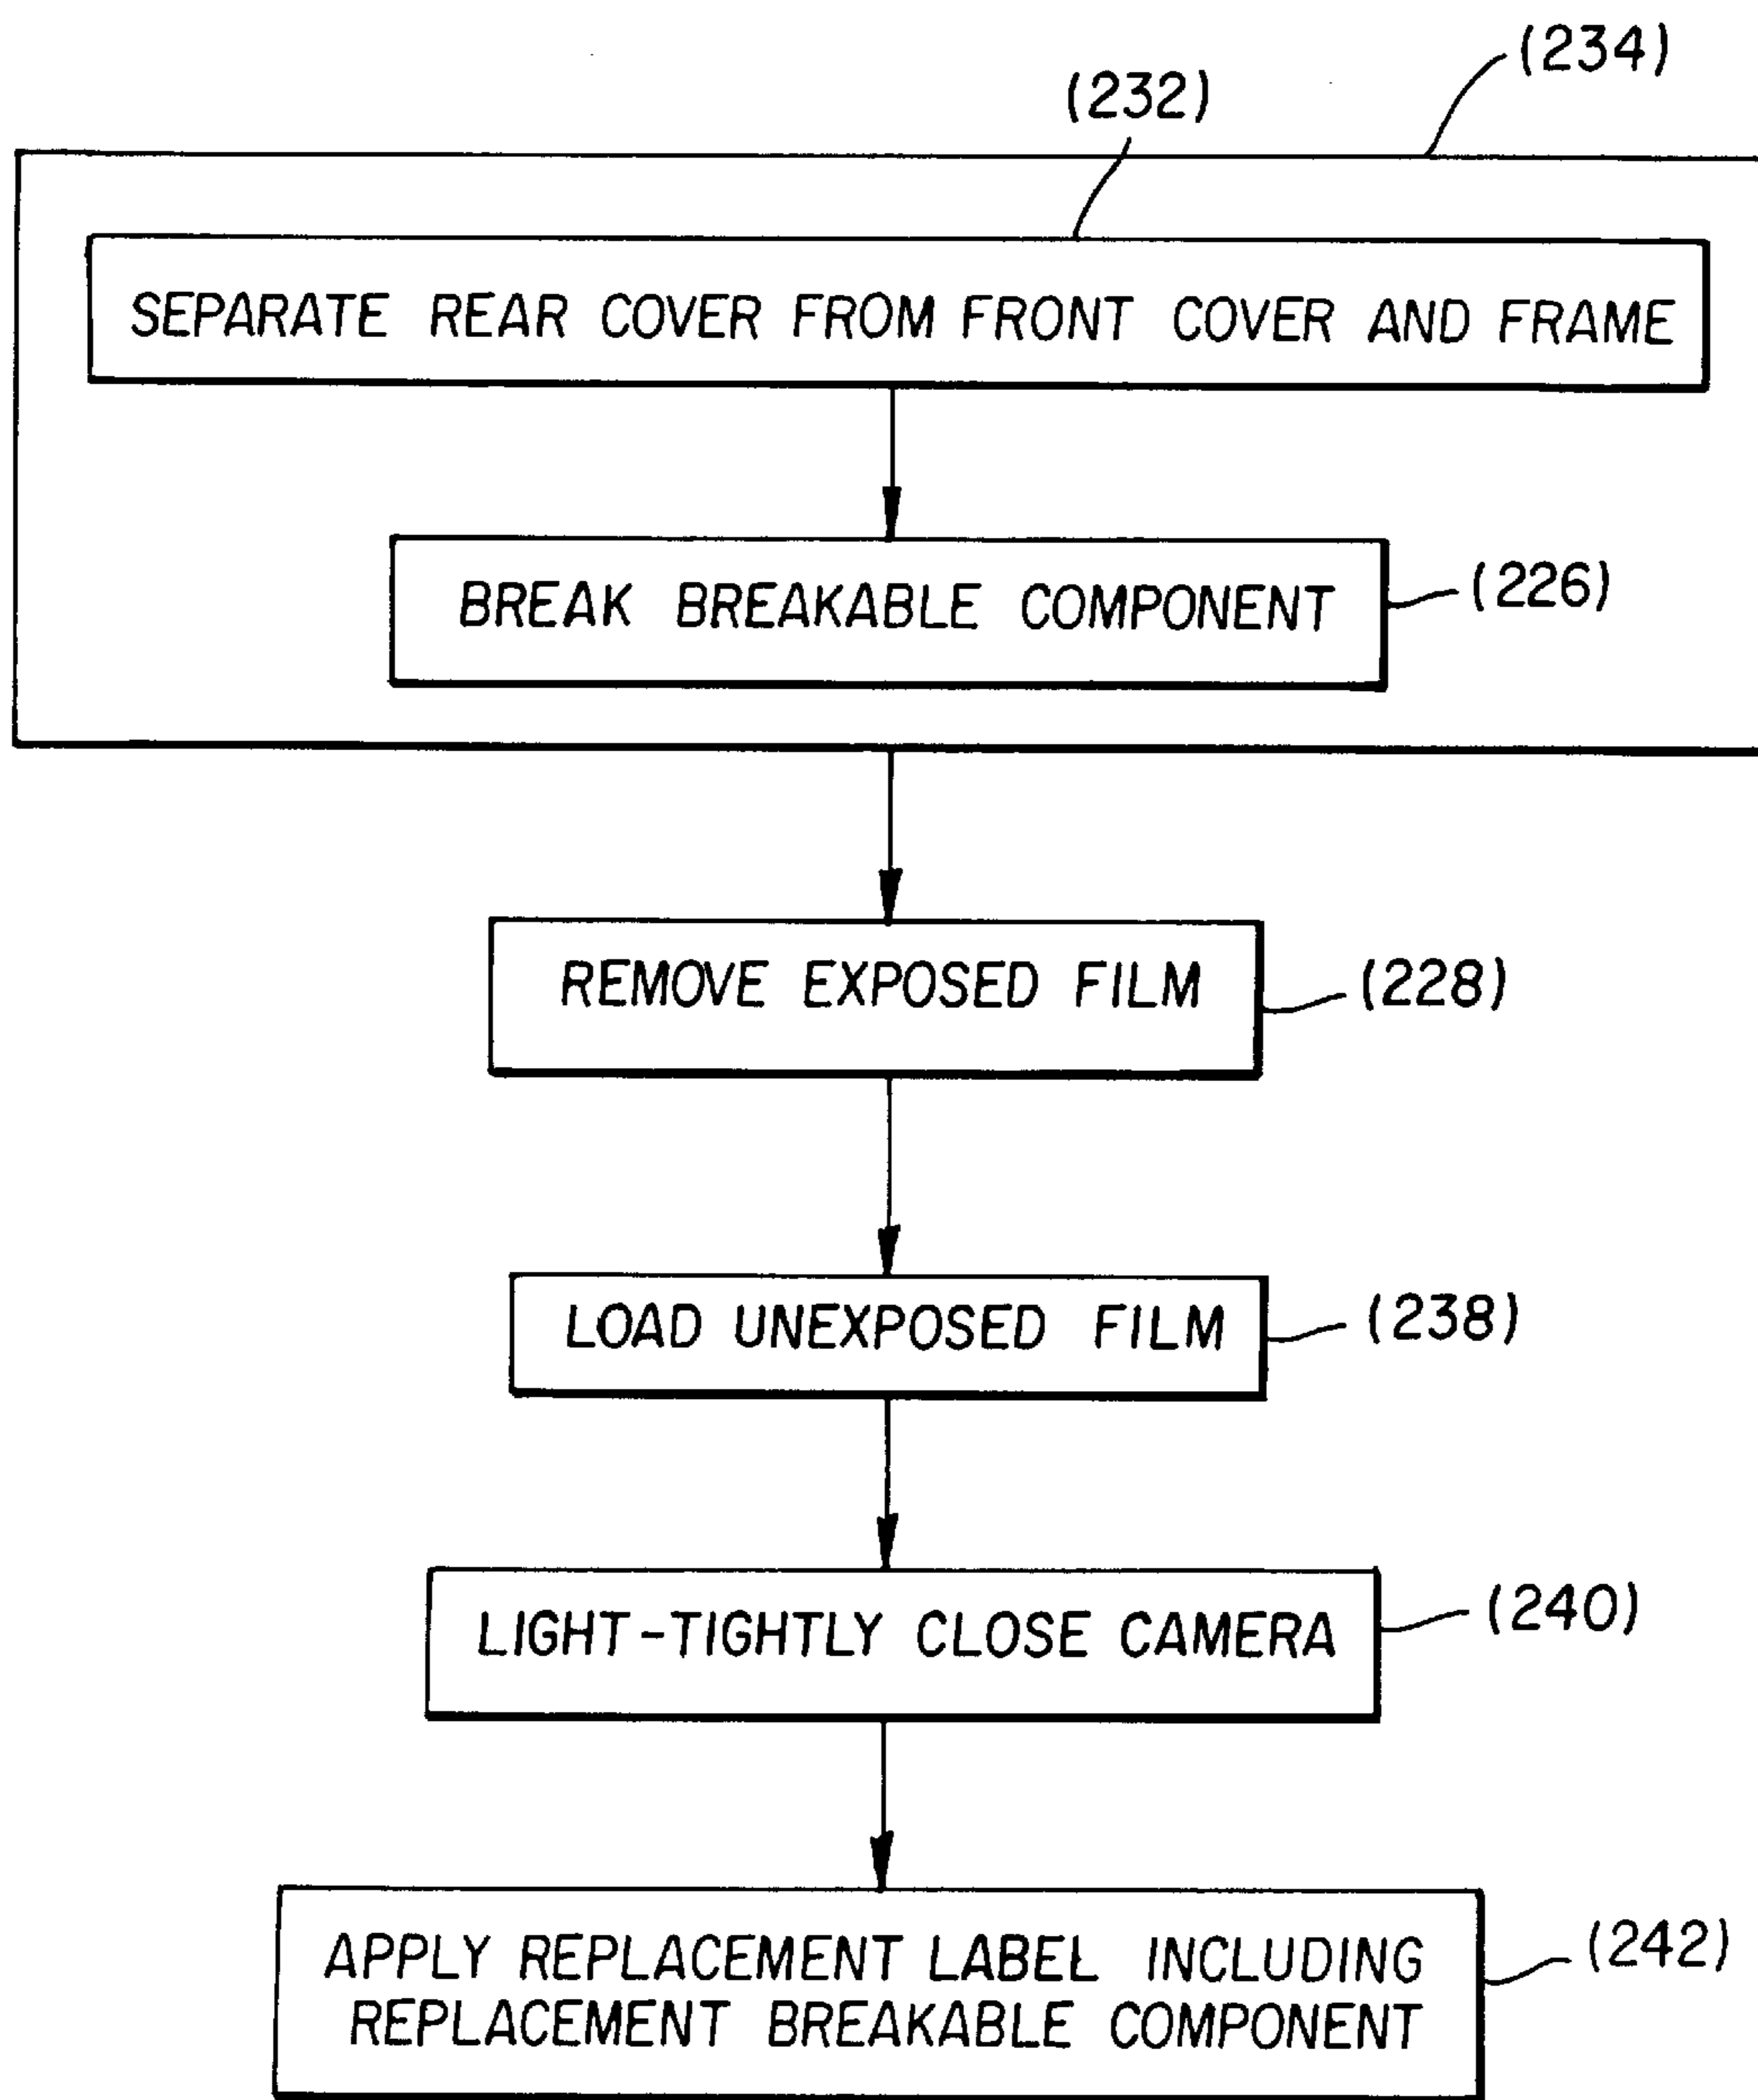 (234)
(232)
SEPARATE REAR COVER FROM FRONT COVER AND FRAME
BREAK BREAKABLE COMPONENT
(226)
REMOVE EXPOSED FILM
(228)
LOAD UNEXPOSED FILM
(238)
LIGHT-TIGHTLY CLOSE CAMERA
(240)
APPLY REPLACEMENT LABEL INCLUDING
REPLACEMENT BREAKABLE COMPONENT
(242)